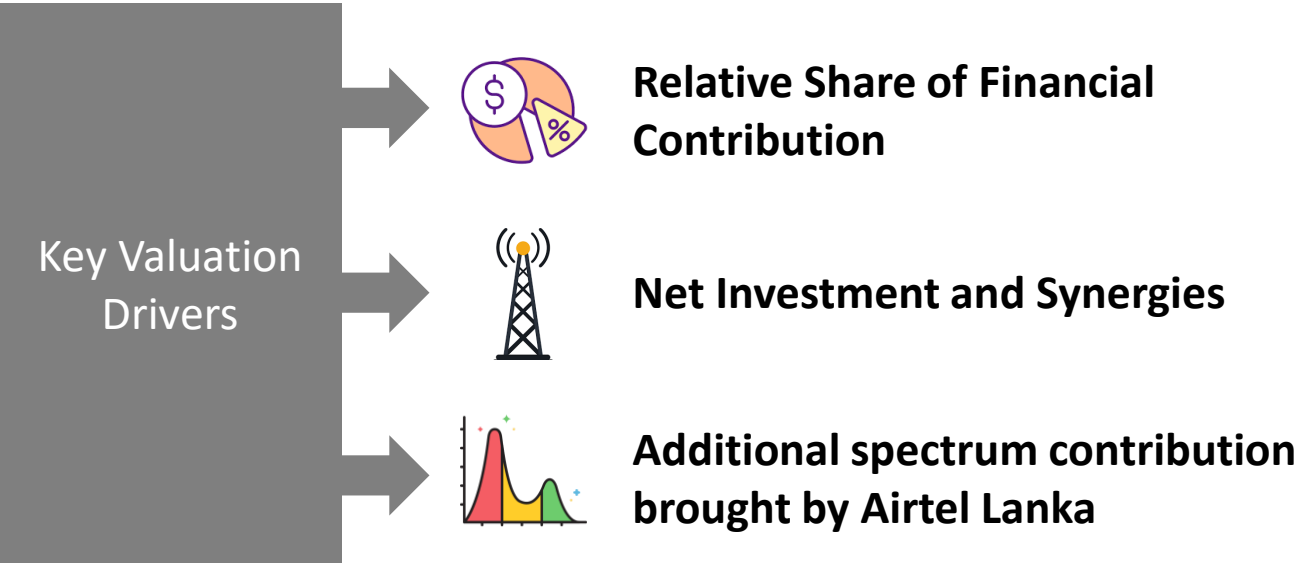 Key Valuation
Drivers
$
%
Relative Share of Financial
Contribution
Net Investment and Synergies
Additional spectrum contribution
brought by Airtel Lanka